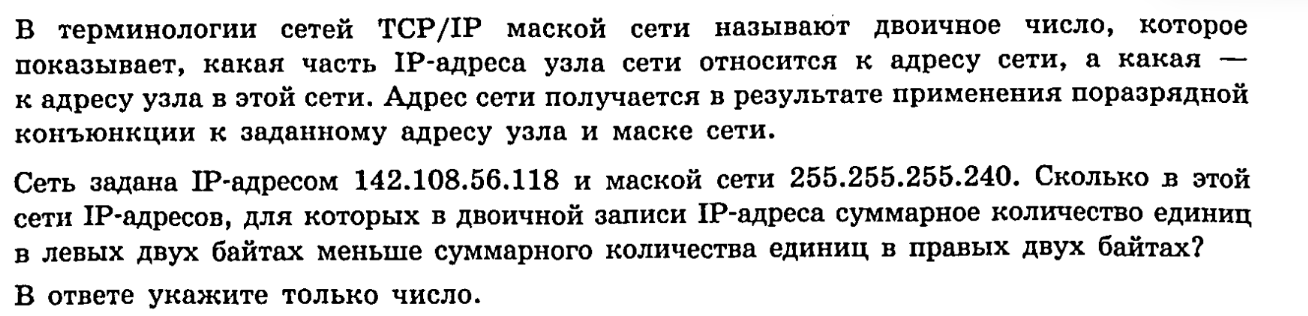 В терминологии сетей TCP/IP маской сети называют двоичное число, которое
показывает, какая часть IP-адреса узла сети относится к адресу сети, а какая —
к адресу узла в этой сети. Адрес сети получается в результате применения поразрядной
конъюнкции к заданному адресу узла и маске сети.
Сеть задана IP-адресом 142.108.56.118 и маской сети 255.255.255.240. Сколько в этой
сети IP-адресов, для которых в двоичной записи IP-адреса суммарное количество единиц
в левых двух байтах меньше суммарного количества единиц в правых двух байтах?
В ответе укажите только число.